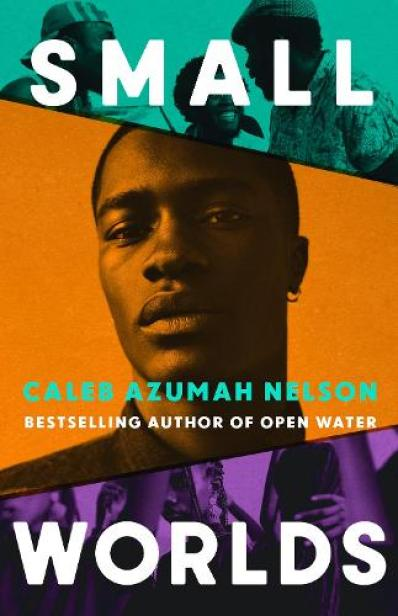 SMALL
CALEB AZUMAH NELSON
BESTSELLING AUTHOR OF OPEN WATER
WORLDS